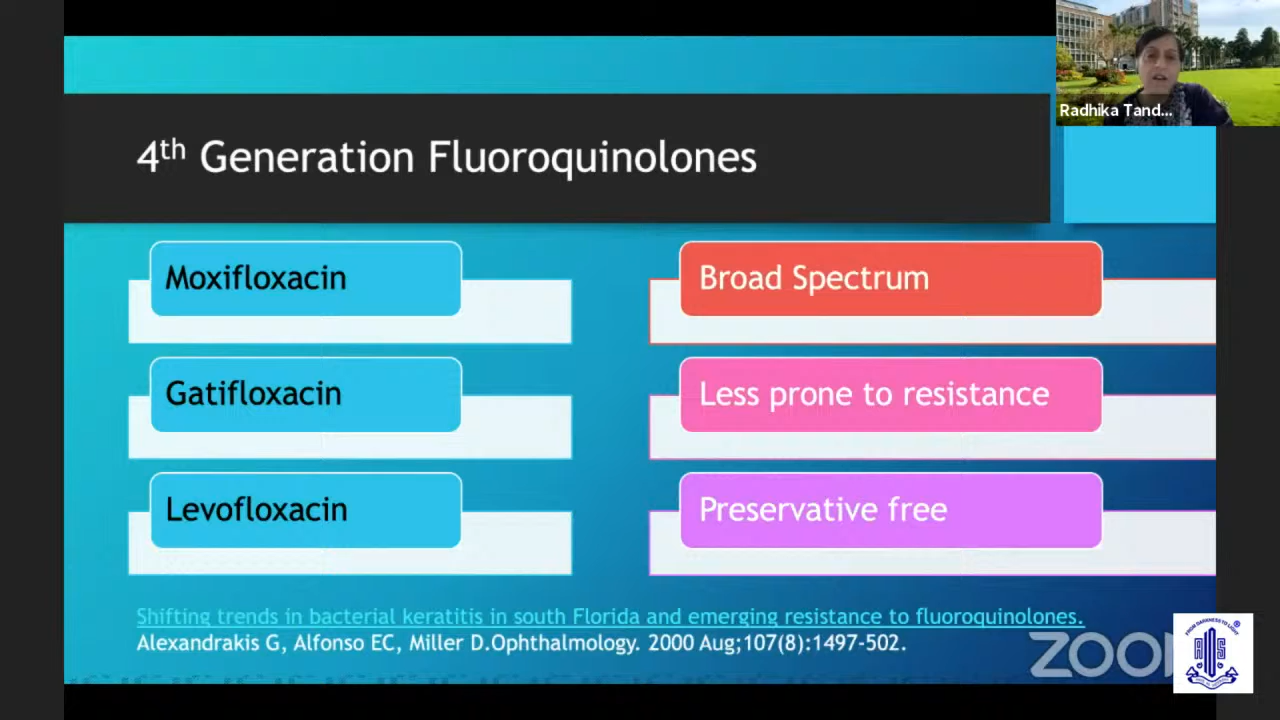 Radhika Tand...
4th Generation Fluoroquinolones
Moxifloxacin
Broad Spectrum
Gatifloxacin
Less prone to resistance
Levofloxacin
Preservative free
Shifting trends in bacterial keratitis in south Florida and emerging resistance to fluoroquinolones.
Alexandrakis G, Alfonso EC, Miller D.Ophthalmology. 2000 Aug;107(8):1497-502.
ZOO